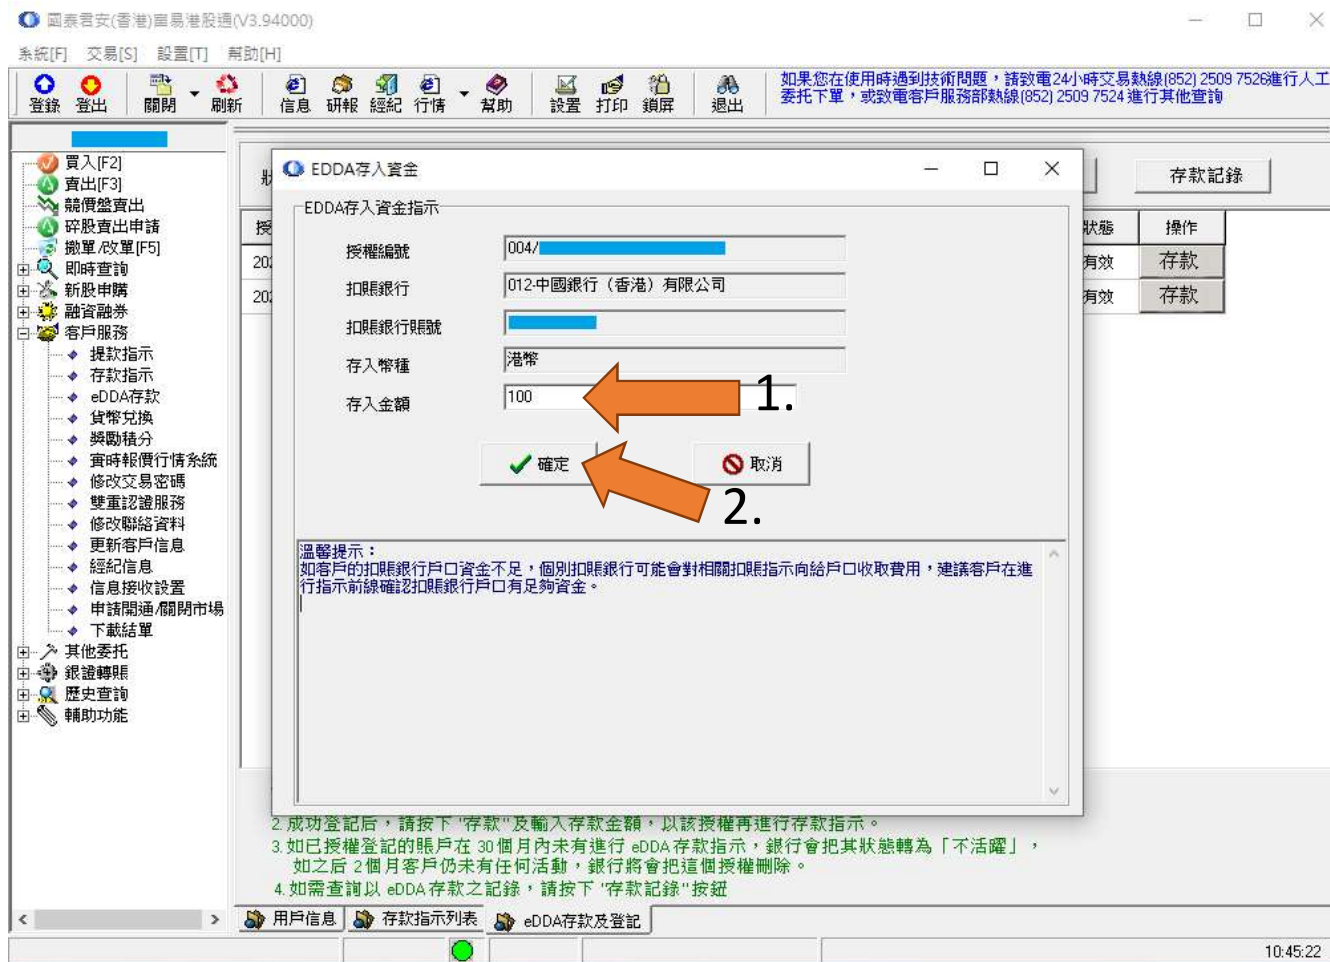 國泰君安(香港)富易港股通(V3.94000)
系統[F] 交易[S] 設置[T] 幫助[H]
登錄 登出 關閉 刷新 信息 研報 經紀 行情 幫助 設置 打印 鎖屏 退出
如果您在使用時遇到技術問題，請致電24小時交易熱線(852) 2509 7526進行人工
委托下單，或致電客戶服務部熱線(852) 2509 7524 進行其他查詢
買入[F2]
賣出[F3]
競價盤賣出
碎股賣出申請
撤單/改單[F5]
即時查詢
新股申購
融資融券
客戶服務
提款指示
存款指示
eDDA存款
貨幣兌換
獎勵積分
實時報價行情系統
修改交易密碼
雙重認證服務
修改聯絡資料
更新客戶信息
經紀信息
信息接收設置
申請開通/關閉市場
下載結單
其他委托
銀證轉賬
歷史查詢
輔助功能
存款記錄
授 狀態 操作
202 有效 存款
202 有效 存款
EDDA存入資金
EDDA存入資金指示
授權編號 004/
扣賬銀行 012-中國銀行（香港）有限公司
扣賬銀行賬號
存入幣種 港幣
存入金額 100
1.
確定 取消
2.
溫馨提示：
如客戶的扣賬銀行戶口資金不足，個別扣賬銀行可能會對相關扣賬指示向給戶口收取費用，建議客戶在進
行指示前線確認扣賬銀行戶口有足夠資金。
2.成功登記后，請按下 "存款"及輸入存款金額，以該授權再進行存款指示。
3.如已授權登記的賬戶在 30個月內未有進行 eDDA存款指示，銀行會把其狀態轉為「不活躍」，
如之后 2個月客戶仍未有任何活動，銀行將會把這個授權刪除。
4.如需查詢以 eDDA存款之記錄，請按下 "存款記錄"按鈕
用戶信息 存款指示列表 eDDA存款及登記
10:45:22